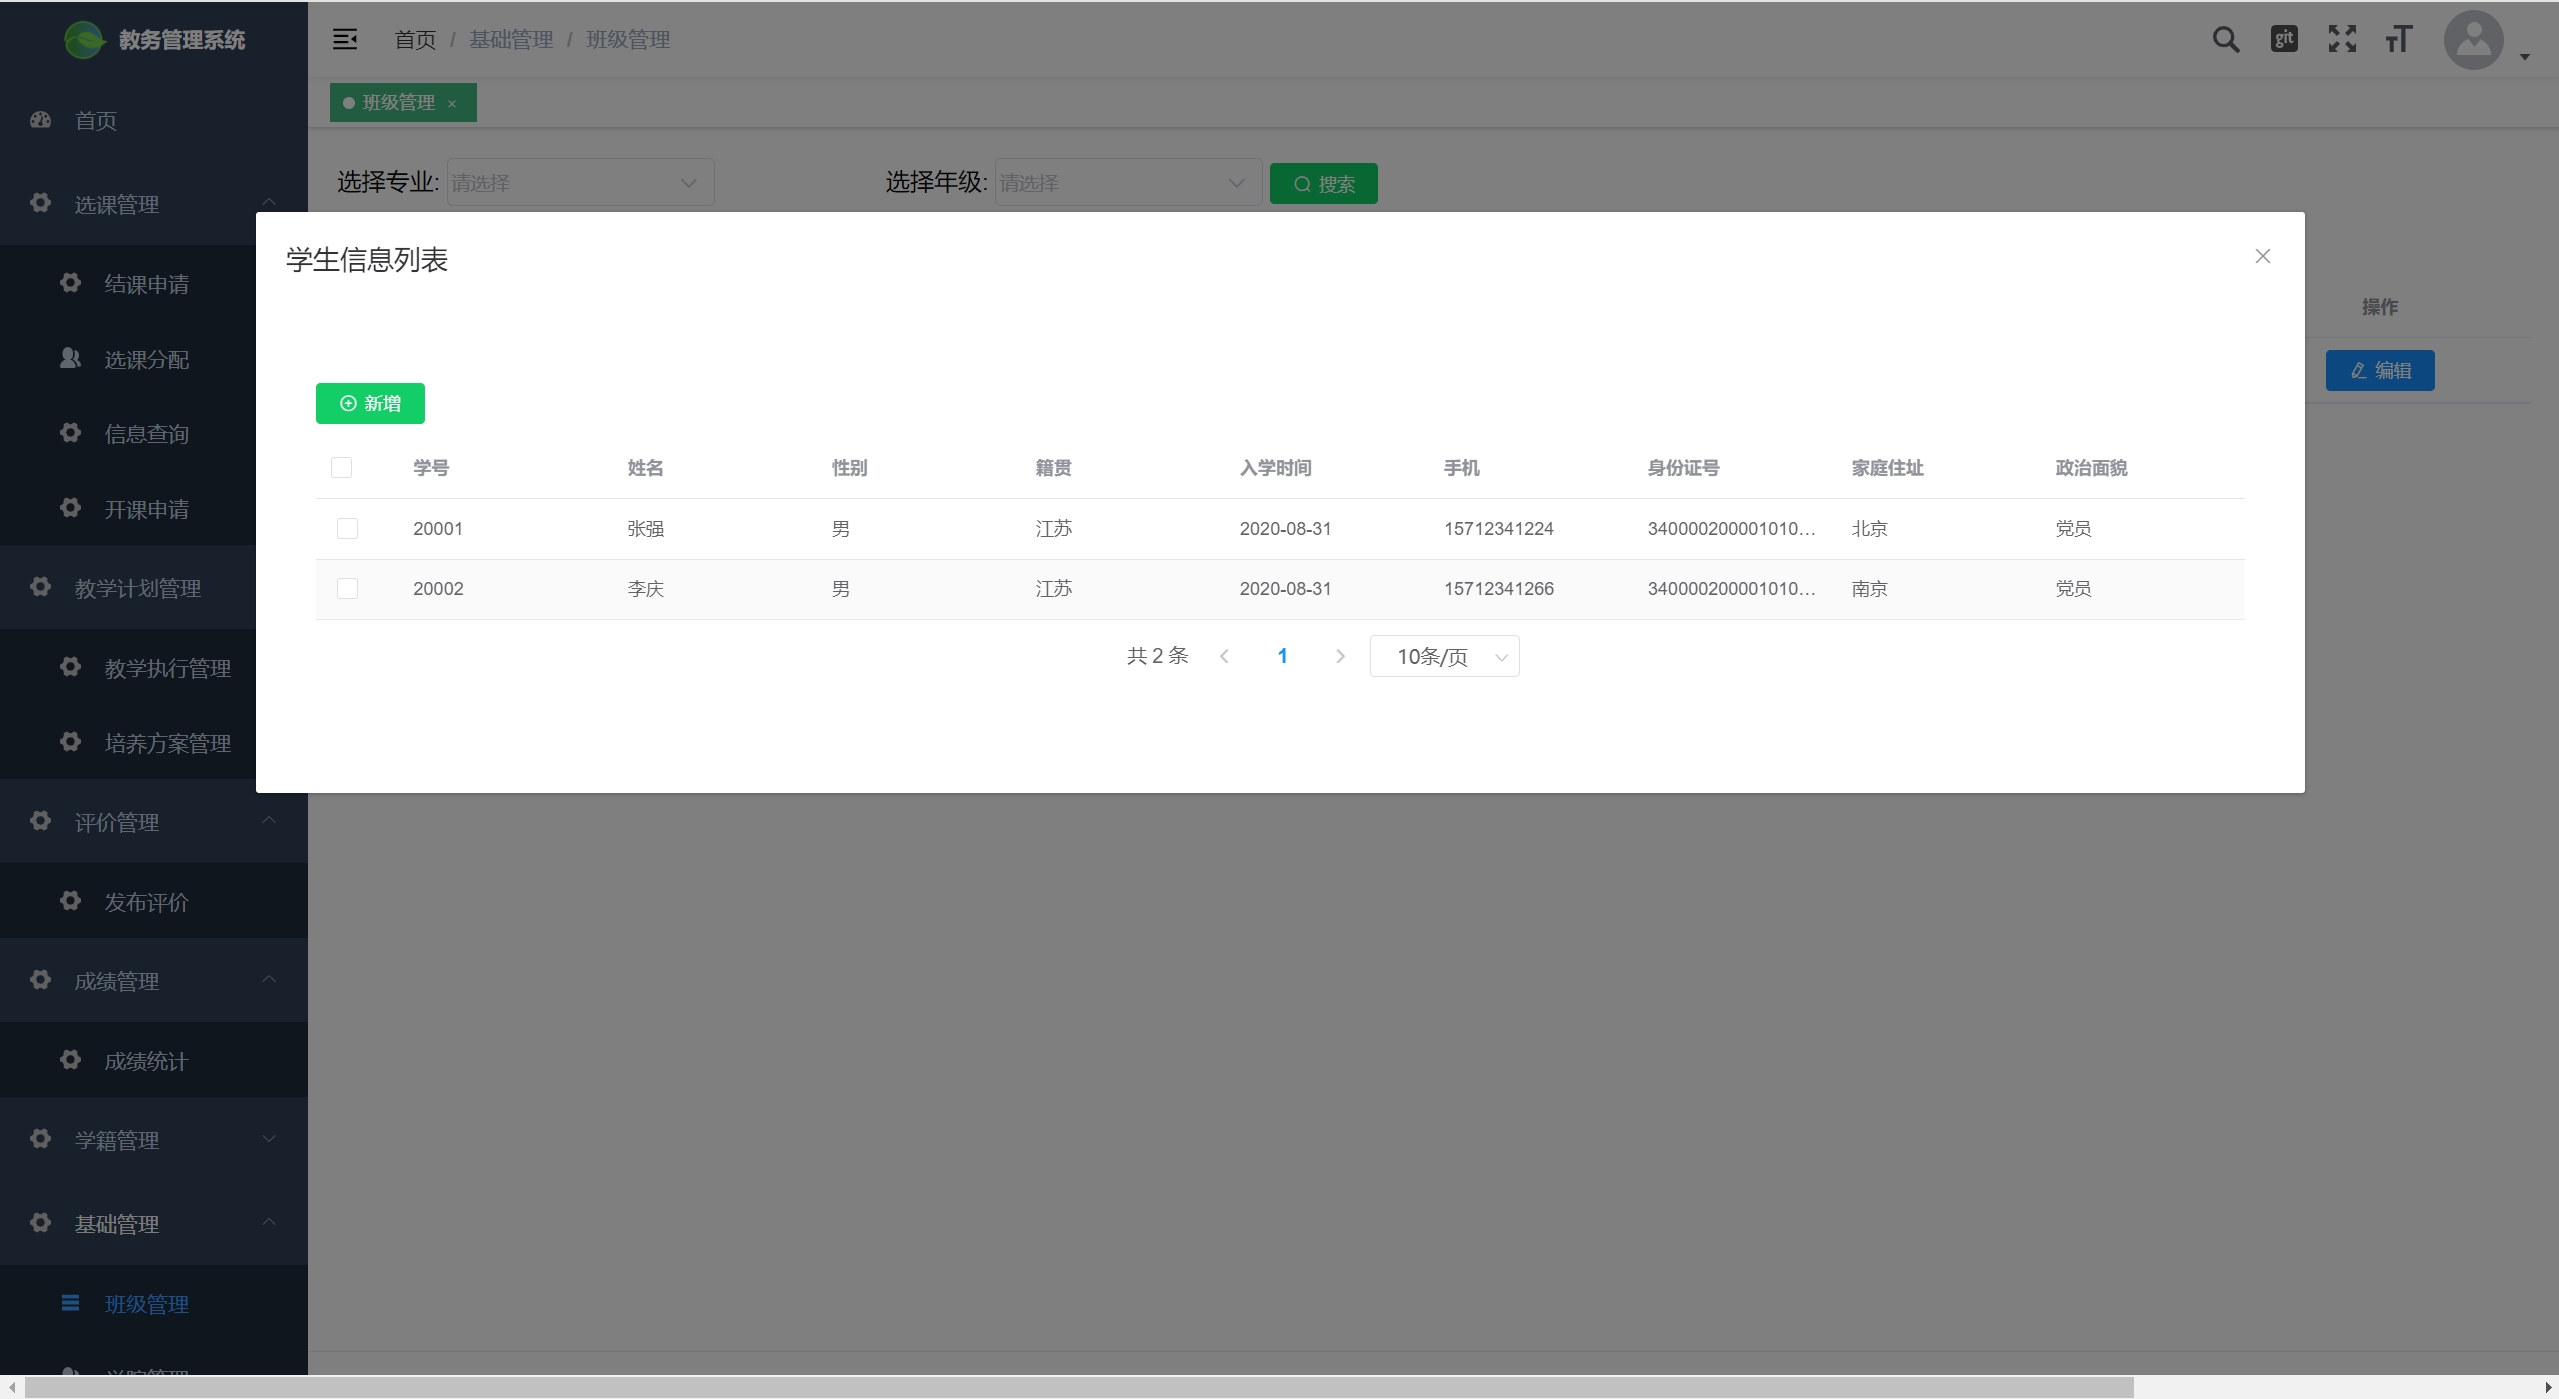 教务管理系统
首页 / 基础管理 / 班级管理
git
班级管理 ×
首页
选课管理
结课申请
选课分配
信息查询
开课申请
教学计划管理
教学执行管理
培养方案管理
评价管理
发布评价
成绩管理
成绩统计
学籍管理
基础管理
班级管理
选择专业: 请选择 选择年级: 请选择 搜索
操作
编辑
学生信息列表
新增
学号 姓名 性别 籍贯 入学时间 手机 身份证号 家庭住址 政治面貌
20001 张强 男 江苏 2020-08-31 15712341224 340000200001010... 北京 党员
20002 李庆 男 江苏 2020-08-31 15712341266 340000200001010... 南京 党员
共 2 条 1 10条/页